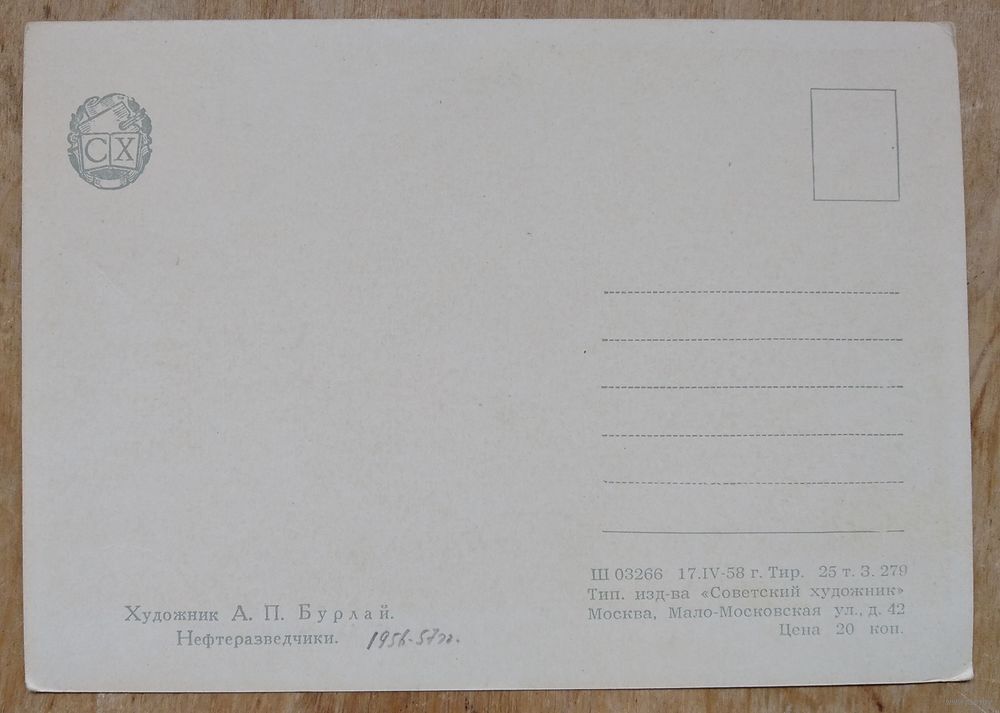 СХ
Художник А. П. Бурлай.
Нефтеразведчики. 1956-57гг.
Ш 03266 17.IV-58 г. Тир. 25 т. З. 279
Тип. изд-ва «Советский художник»
Москва, Мало-Московская ул., д. 42
Цена 20 коп.